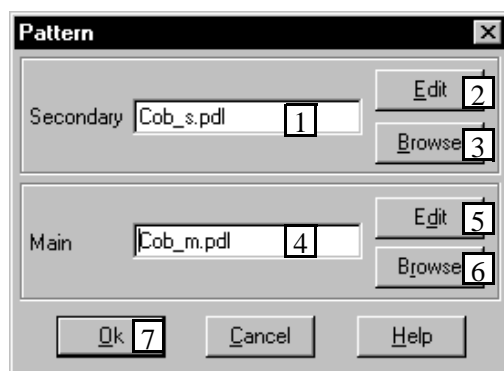 Pattern
Edit 2
Secondary Cob_s.pdl 1
Browse 3
Edit 5
Main Cob_m.pdl 4
Browse 6
Ok 7 Cancel Help